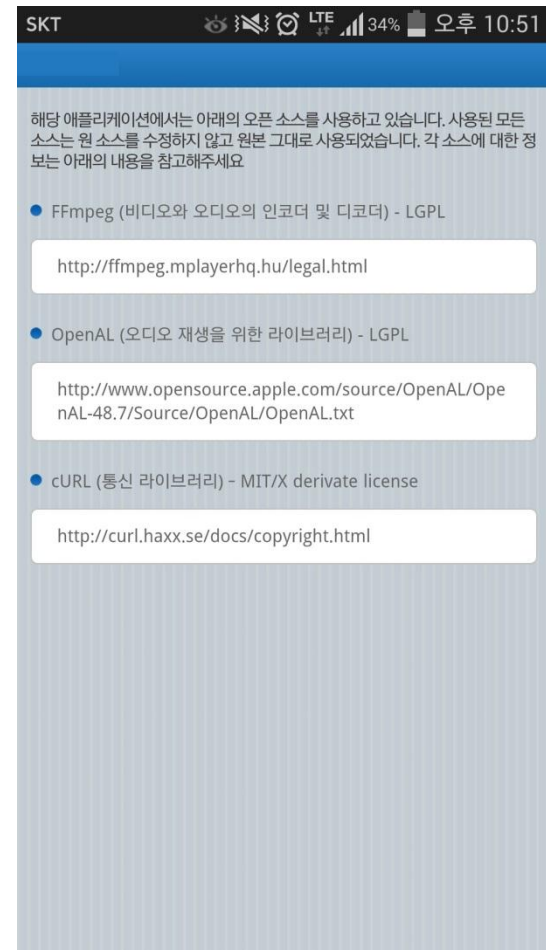 SKT LTE 34% 오후 10:51
해당 애플리케이션에서는 아래의 오픈 소스를 사용하고 있습니다. 사용된 모든
소스는 원 소스를 수정하지 않고 원본 그대로 사용되었습니다. 각 소스에 대한 정
보는 아래의 내용을 참고해주세요
FFmpeg (비디오와 오디오의 인코더 및 디코더) - LGPL
http://ffmpeg.mplayerhq.hu/legal.html
OpenAL (오디오 재생을 위한 라이브러리) - LGPL
http://www.opensource.apple.com/source/OpenAL/Ope
nAL-48.7/Source/OpenAL/OpenAL.txt
cURL (통신 라이브러리) – MIT/X derivate license
http://curl.haxx.se/docs/copyright.html